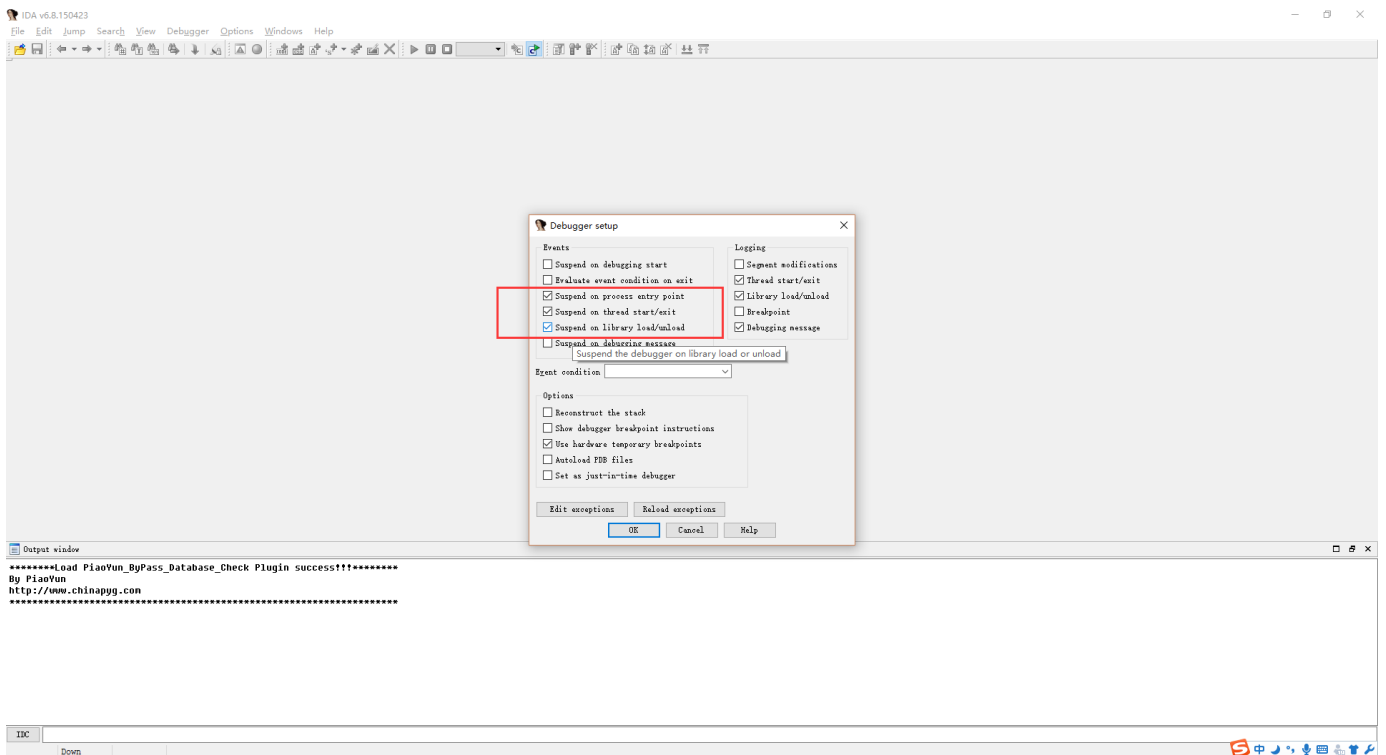 IDA v6.8.150423
File Edit Jump Search View Debugger Options Windows Help
Debugger setup
Events
Suspend on debugging start
Evaluate event condition on exit
Suspend on process entry point
Suspend on thread start/exit
Suspend on library load/unload
Suspend on debugging message
Suspend the debugger on library load or unload
Logging
Segment modifications
Thread start/exit
Library load/unload
Breakpoint
Debugging message
Event condition
Options
Reconstruct the stack
Show debugger breakpoint instructions
Use hardware temporary breakpoints
Autoload PDB files
Set as just-in-time debugger
Edit exceptions Reload exceptions
OK Cancel Help
Output window
********Load PiaoYun_ByPass_Database_Check Plugin success!!!********
By PiaoYun
http://www.chinapyg.com
********************************************************************
IDC
Down
中